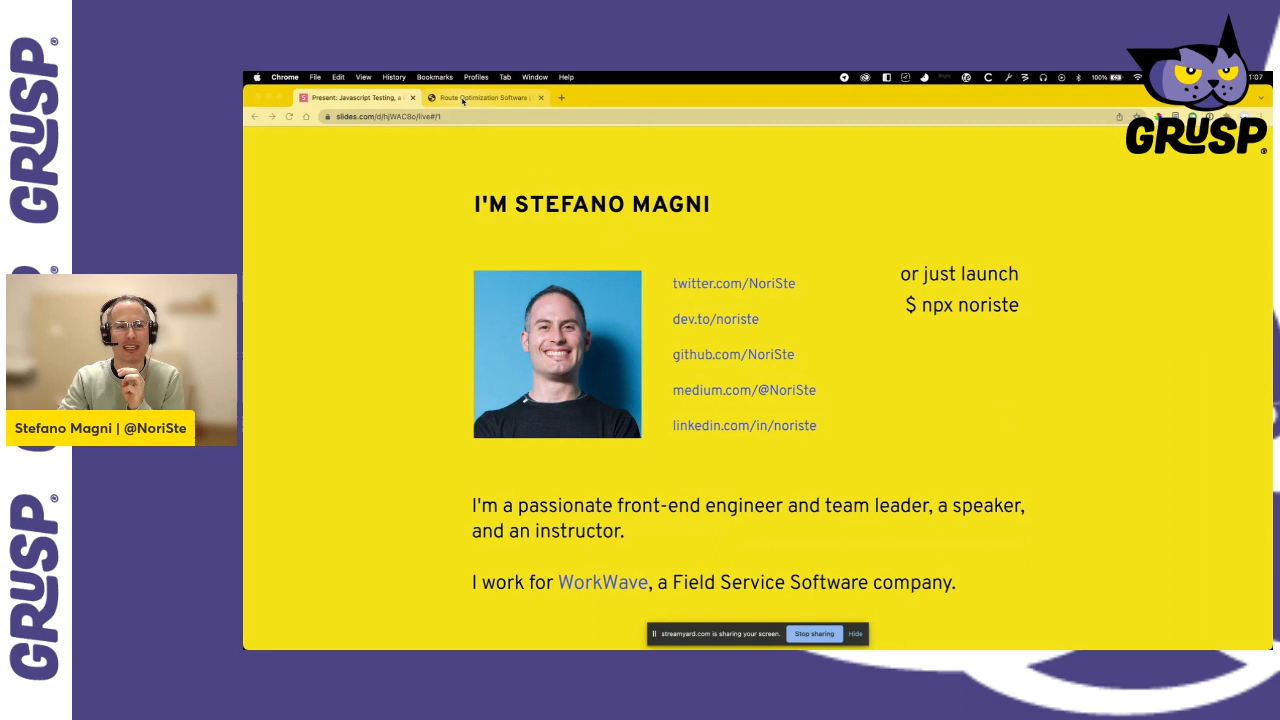 GRUSP
GRUSP
GRUSP
Chrome File Edit View History Bookmarks Profiles Tab Window Help
100%
1:07
Present: Javascript Testing, a
Route Optimization Software |
slides.com/d/hjWAC8o/live#/1
I'M STEFANO MAGNI
twitter.com/NoriSte
dev.to/noriste
github.com/NoriSte
medium.com/@NoriSte
linkedin.com/in/noriste
or just launch
$ npx noriste
Stefano Magni | @NoriSte
I'm a passionate front-end engineer and team leader, a speaker,
and an instructor.
I work for WorkWave, a Field Service Software company.
streamyard.com is sharing your screen. Stop sharing Hide